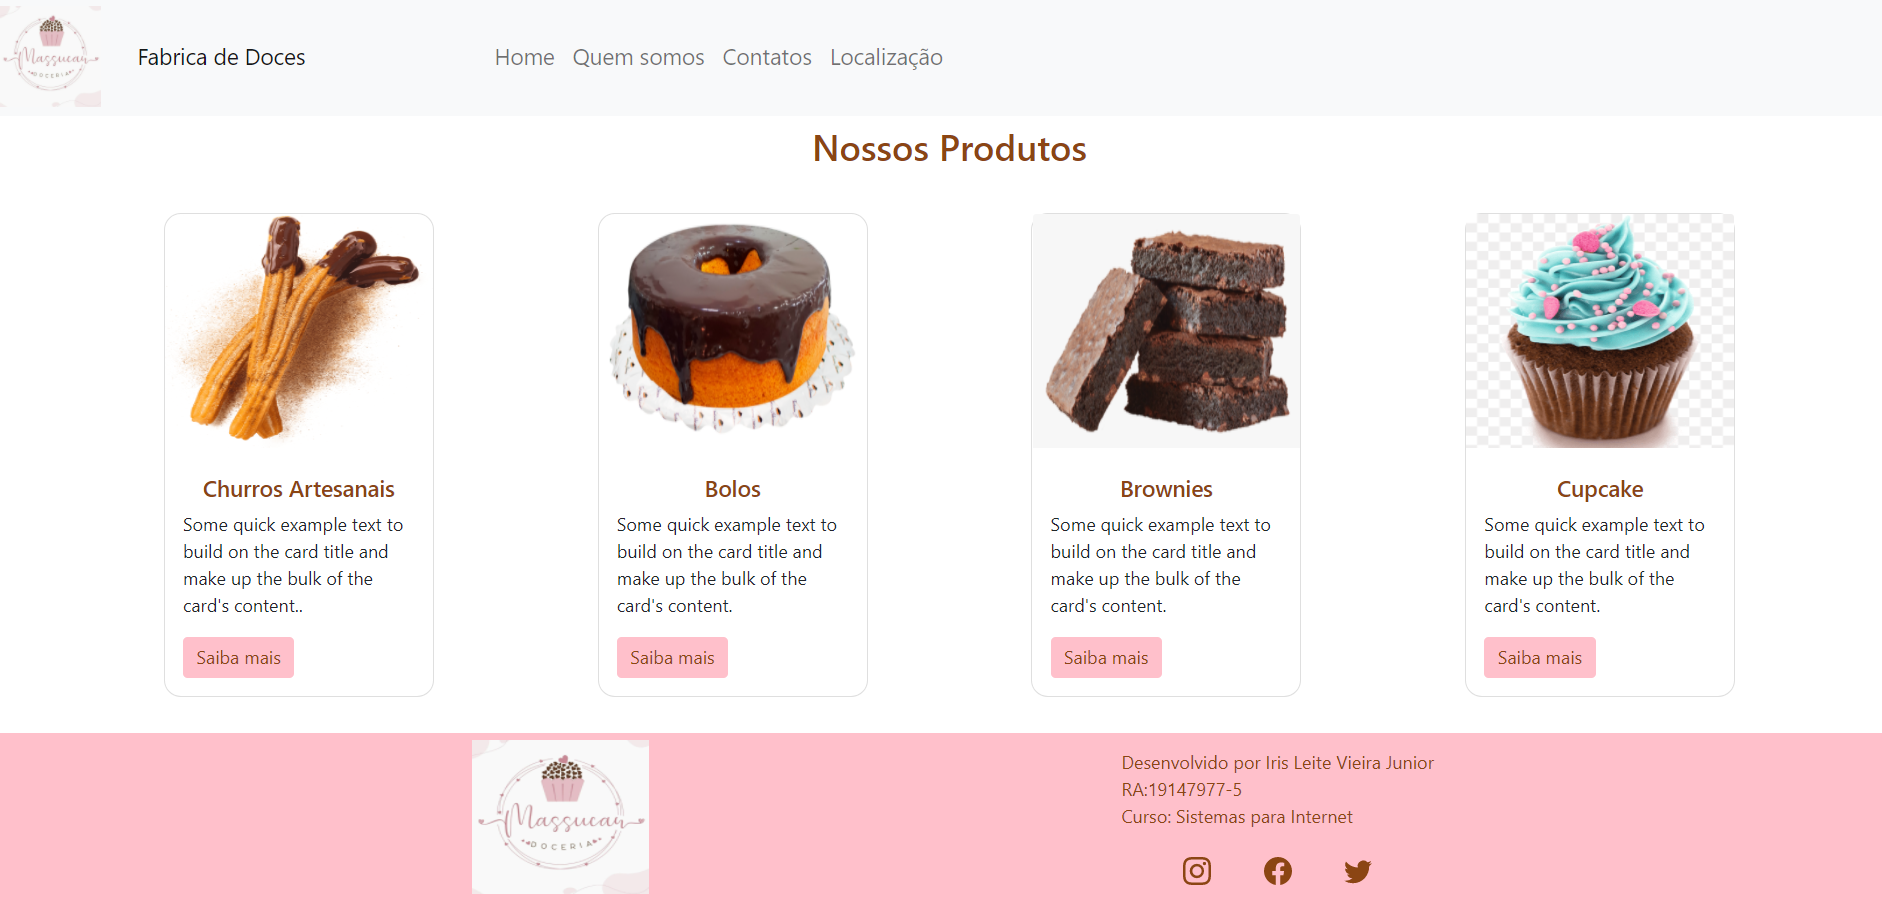 Massucau
DOCERIA
Fabrica de Doces
Home Quem somos Contatos Localização
Nossos Produtos
Churros Artesanais
Some quick example text to
build on the card title and
make up the bulk of the
card's content..
Saiba mais
Bolos
Some quick example text to
build on the card title and
make up the bulk of the
card's content.
Saiba mais
Brownies
Some quick example text to
build on the card title and
make up the bulk of the
card's content.
Saiba mais
Cupcake
Some quick example text to
build on the card title and
make up the bulk of the
card's content.
Saiba mais
Massucau
DOCERIA
Desenvolvido por Iris Leite Vieira Junior
RA:19147977-5
Curso: Sistemas para Internet